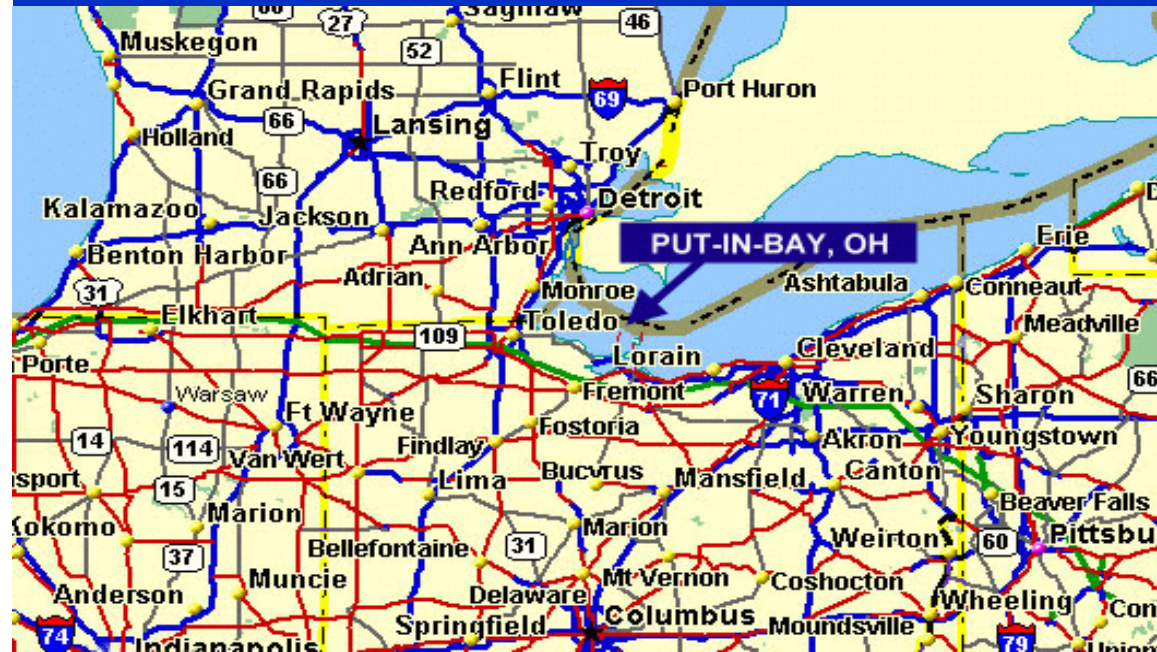 Saginaw
27
46
52
Muskegon
Flint
Grand Rapids
69
Port Huron
66
Lansing
Holland
Troy
66
Redford
Detroit
Kalamazoo
Jackson
Ann Arbor
PUT-IN-BAY, OH
Erie
Benton Harbor
Adrian
Monroe
Ashtabula
Conneaut
31
Elkhart
Toledo
Meadville
109
Porte
Lorain
Cleveland
Warsaw
Fremont
71
Warren
Sharon
66
Ft Wayne
Fostoria
14
114
Findlay
Akron
Youngstown
Van Wert
Bucyrus
Mansfield
Canton
sport
15
Lima
Beaver Falls
Kokomo
Marion
Marion
Weirton
60
Pittsbu
37
Bellefontaine
31
Muncie
Mt Vernon
Coshocton
Anderson
Delaware
Wheeling
Con
74
Springfield
Columbus
Moundsville
79
Indianapolis
Union